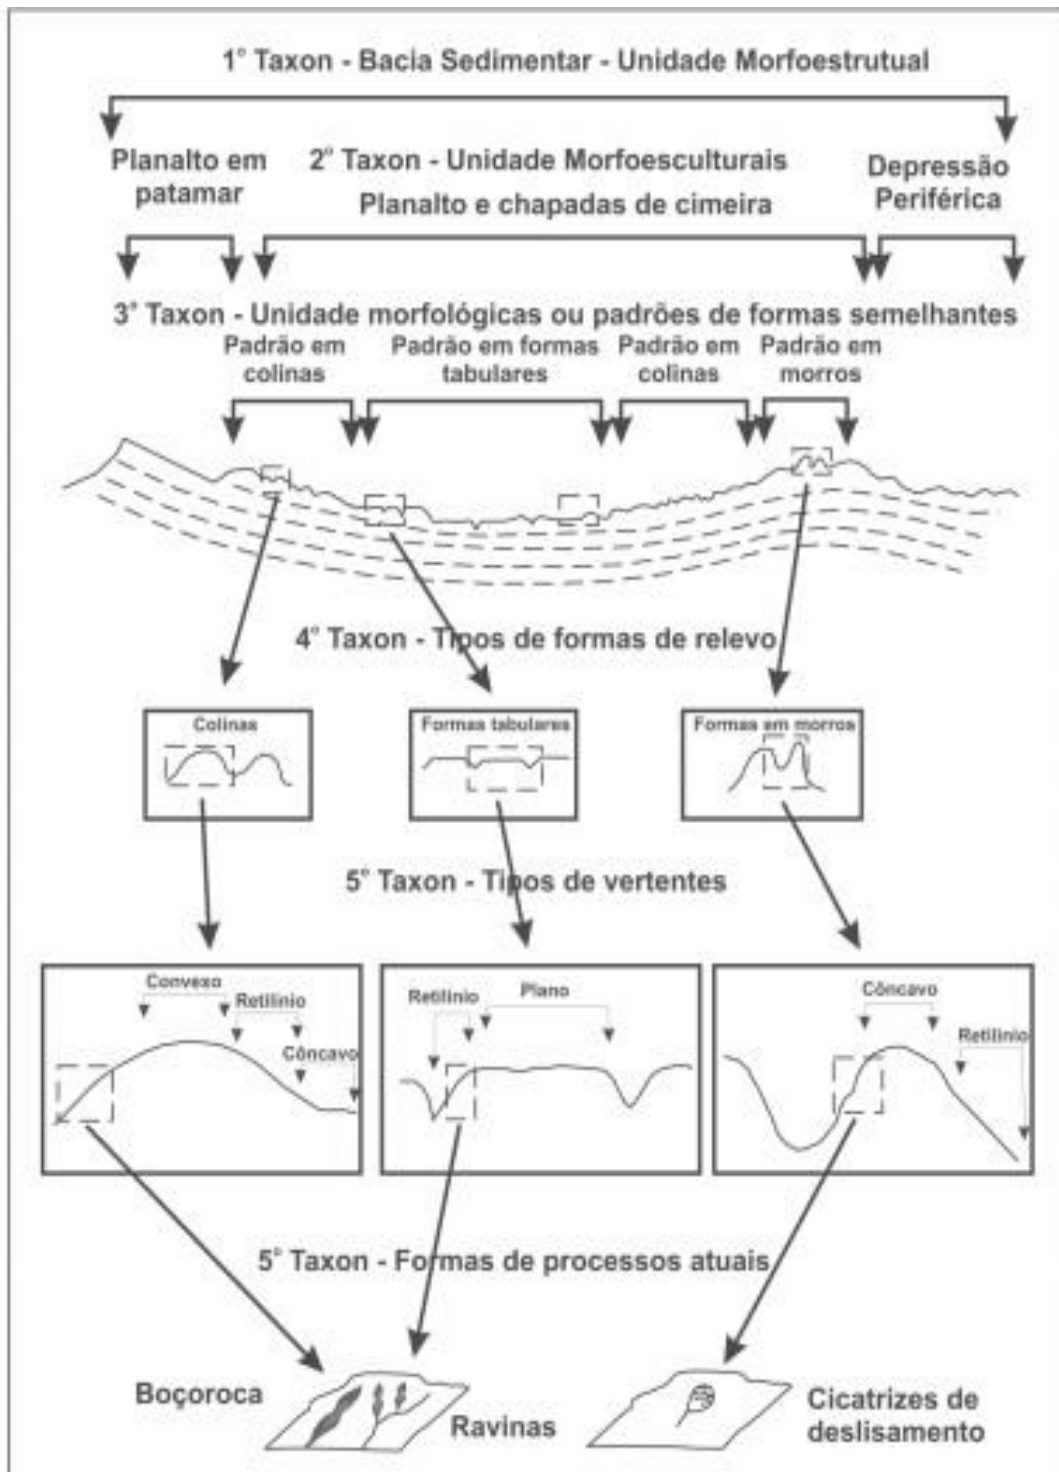 1° Taxon - Bacia Sedimentar - Unidade Morfoestrutual
Planalto em
patamar
2° Taxon - Unidade Morfoesculturais
Planalto e chapadas de cimeira
Depressão
Periférica
3° Taxon - Unidade morfológicas ou padrões de formas semelhantes
Padrão em
colinas
Padrão em formas
tabulares
Padrão em
colinas
Padrão em
morros
4° Taxon - Tipos de formas de relevo
Colinas
Formas tabulares
Formas em morros
5° Taxon - Tipos de vertentes
Convexo
Retilinio
Côncavo
Retilinio
Plano
Côncavo
Retilinio
5° Taxon - Formas de processos atuais
Boçoroca
Ravinas
Cicatrizes de
deslisamento